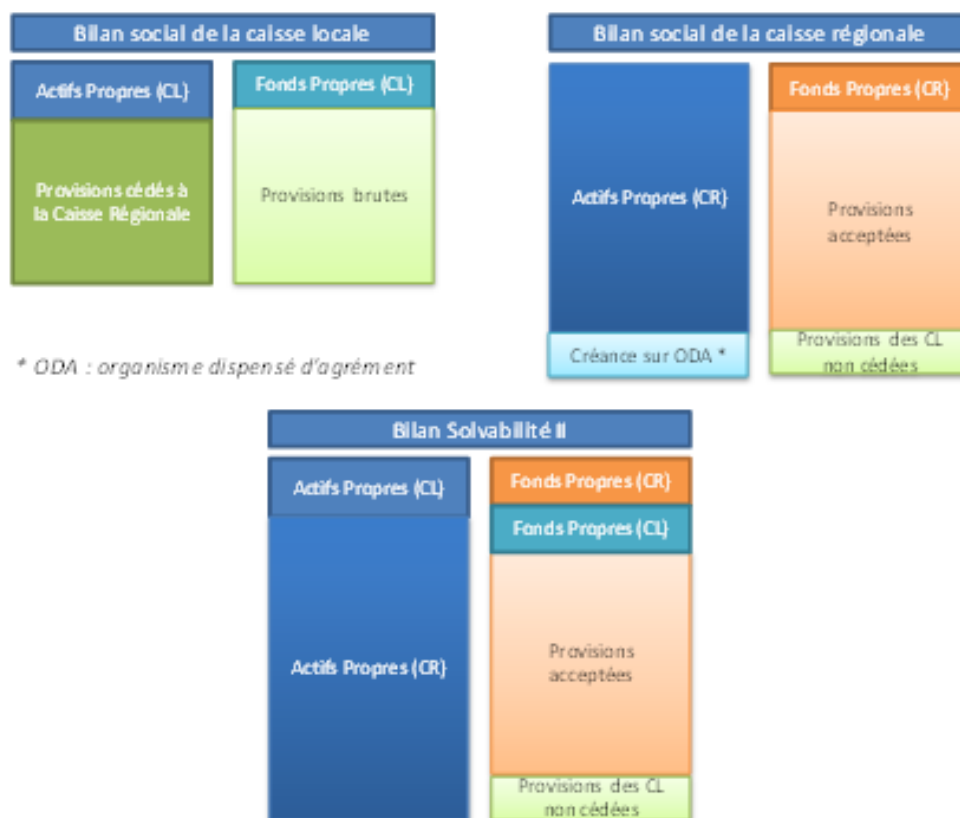 Bilan social de la caisse locale
Actifs Propres (CL)
Provisions cédés à
la Caisse Régionale
Fonds Propres (CL)
Provisions brutes
Bilan social de la caisse régionale
Actifs Propres (CR)
Créance sur ODA *
Fonds Propres (CR)
Provisions
acceptées
Provisions des CL
non cédées
* ODA : organisme dispensé d'agrément
Bilan Solvabilité II
Actifs Propres (CL)
Actifs Propres (CR)
Fonds Propres (CR)
Fonds Propres (CL)
Provisions
acceptées
Provisions des CL
non cédées